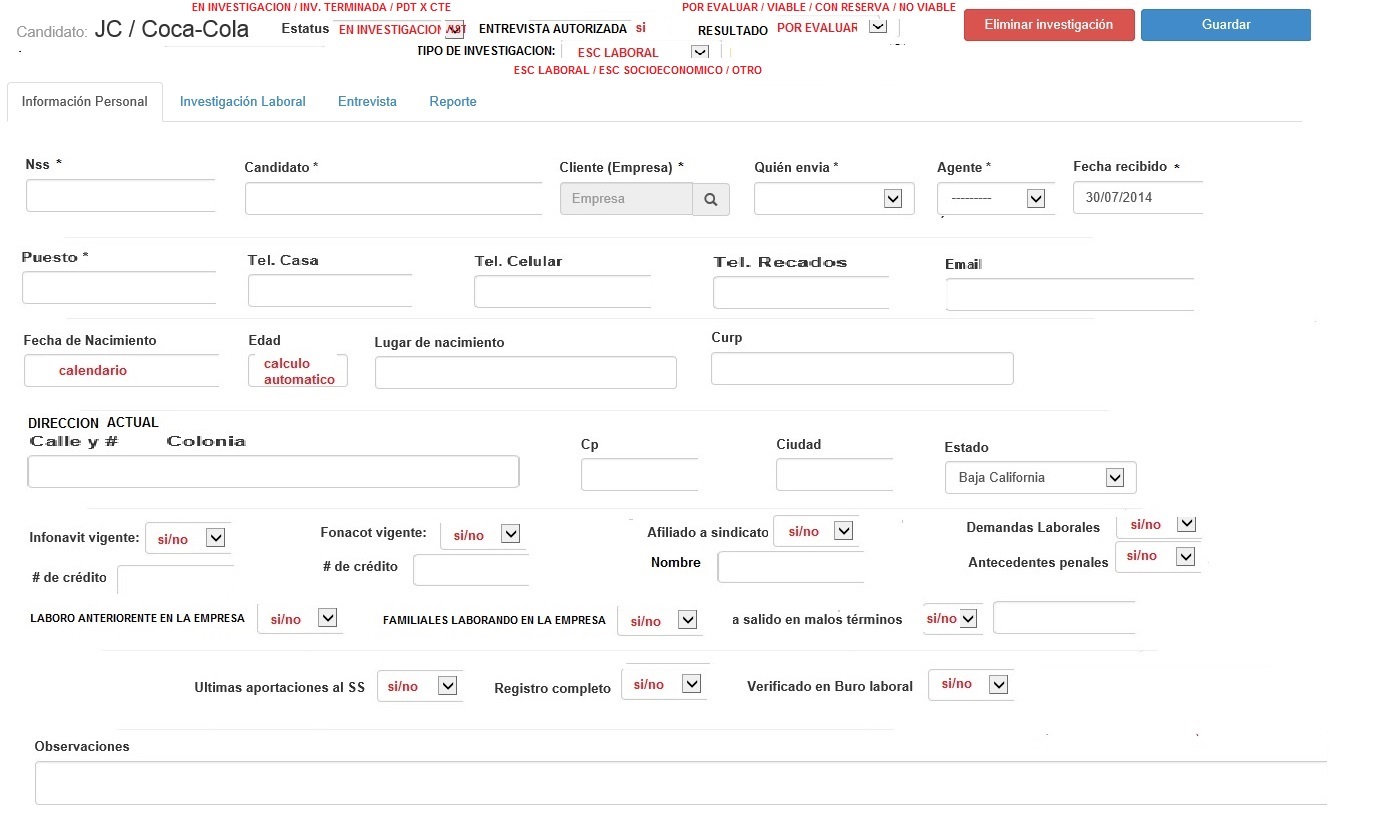 EN INVESTIGACION / INV. TERMINADA / PDT X CTE
POR EVALUAR / VIABLE / CON RESERVA / NO VIABLE
Candidato: JC / Coca-Cola
Estatus EN INVESTIGACION
ENTREVISTA AUTORIZADA si
RESULTADO POR EVALUAR
Eliminar investigación
Guardar
TIPO DE INVESTIGACION: ESC LABORAL
ESC LABORAL / ESC SOCIOECONOMICO / OTRO
Información Personal Investigación Laboral Entrevista Reporte
Nss * Candidato * Cliente (Empresa) * Quién envia * Agente * Fecha recibido *
Empresa --------- 30/07/2014
Puesto * Tel. Casa Tel. Celular Tel. Recados Email
Fecha de Nacimiento Edad Lugar de nacimiento Curp
calendario calculo
automatico
DIRECCION ACTUAL
Calle y # Colonia Cp Ciudad Estado
Baja California
Infonavit vigente: si/no Fonacot vigente: si/no Afiliado a sindicato si/no Demandas Laborales si/no
# de crédito # de crédito Nombre Antecedentes penales si/no
LABORO ANTERIORENTE EN LA EMPRESA si/no FAMILIALES LABORANDO EN LA EMPRESA si/no a salido en malos términos si/no
Ultimas aportaciones al SS si/no Registro completo si/no Verificado en Buro laboral si/no
Observaciones